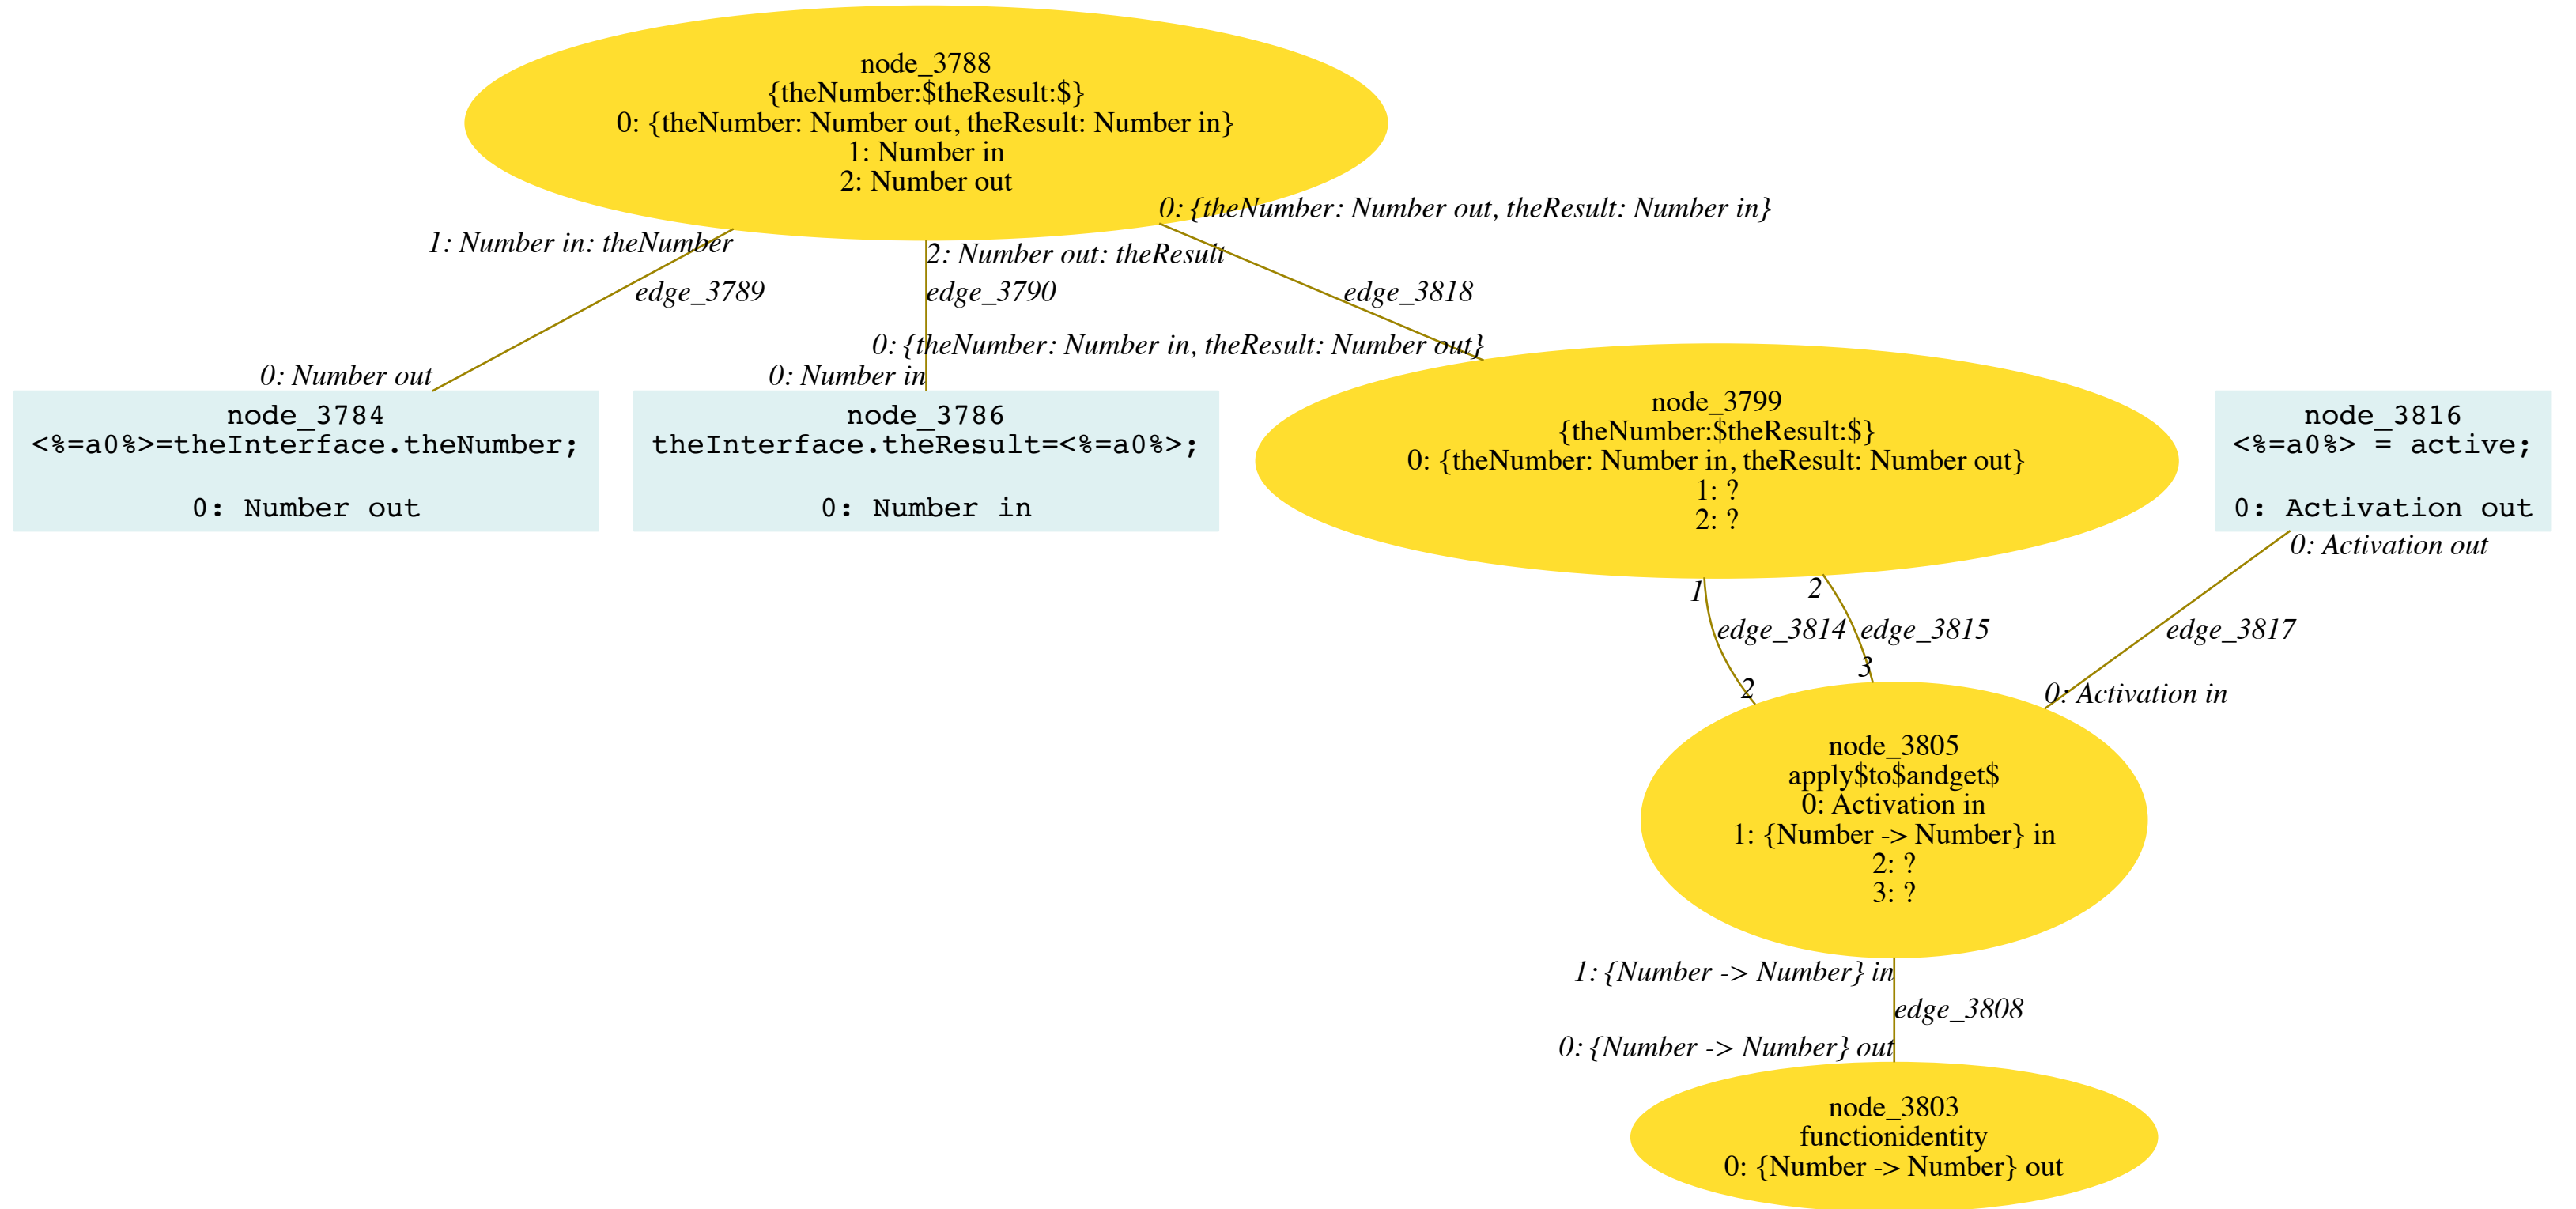 node_3788
{theNumber:$theResult:$}
0: {theNumber: Number out, theResult: Number in}
1: Number in
2: Number out
0: {theNumber: Number out, theResult: Number in}
1: Number in: theNumber
2: Number out: theResult
edge_3789
edge_3790
edge_3818
0: {theNumber: Number in, theResult: Number out}
0: Number out
0: Number in
node_3784
<%=a0%>=theInterface.theNumber;
0: Number out
node_3786
theInterface.theResult=<%=a0%>;
0: Number in
node_3799
{theNumber:$theResult:$}
0: {theNumber: Number in, theResult: Number out}
1: ?
2: ?
node_3816
<%=a0%> = active;
0: Activation out
0: Activation out
1
2
edge_3814
edge_3815
edge_3817
2
3
0: Activation in
node_3805
apply$to$andget$
0: Activation in
1: {Number -> Number} in
2: ?
3: ?
1: {Number -> Number} in
edge_3808
0: {Number -> Number} out
node_3803
functionidentity
0: {Number -> Number} out